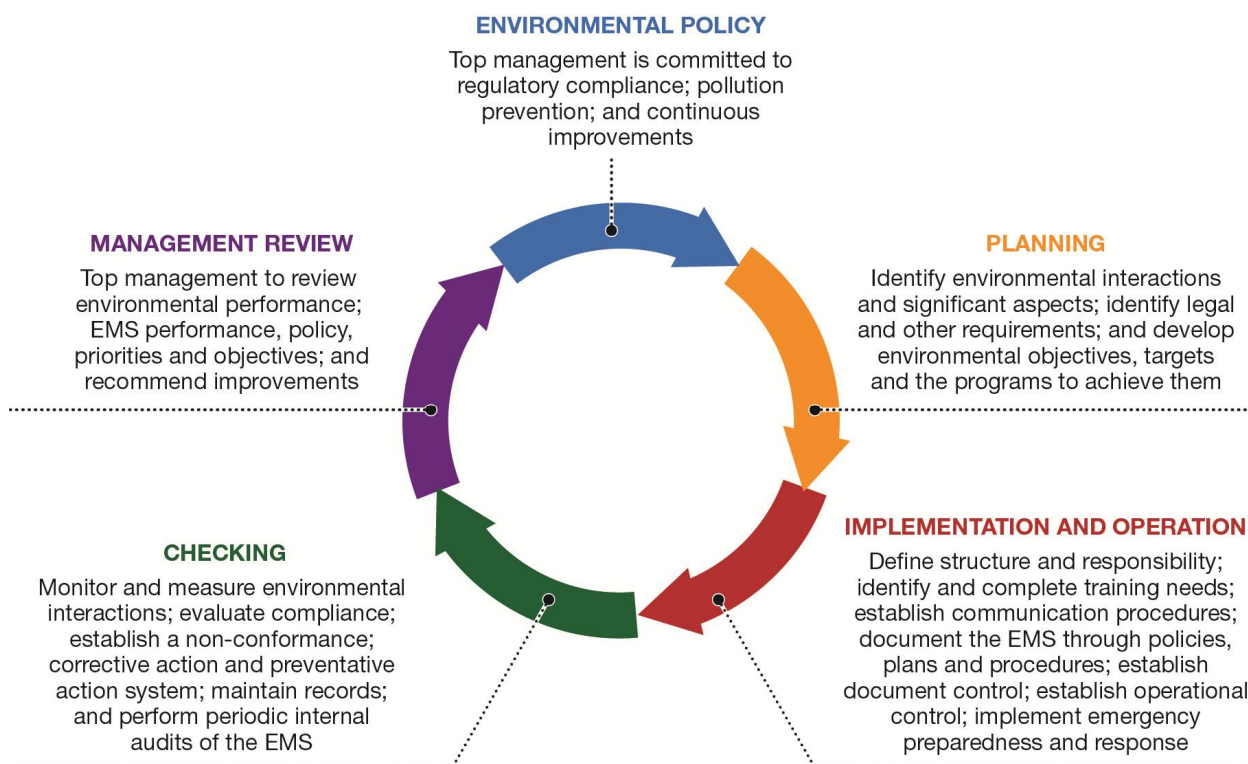 ENVIRONMENTAL POLICY
Top management is committed to
regulatory compliance; pollution
prevention; and continuous
improvements
PLANNING
Identify environmental interactions
and significant aspects; identify legal
and other requirements; and develop
environmental objectives, targets
and the programs to achieve them
IMPLEMENTATION AND OPERATION
Define structure and responsibility;
identify and complete training needs;
establish communication procedures;
document the EMS through policies,
plans and procedures; establish
document control; establish operational
control; implement emergency
preparedness and response
CHECKING
Monitor and measure environmental
interactions; evaluate compliance;
establish a non-conformance;
corrective action and preventative
action system; maintain records;
and perform periodic internal
audits of the EMS
MANAGEMENT REVIEW
Top management to review
environmental performance;
EMS performance, policy,
priorities and objectives; and
recommend improvements